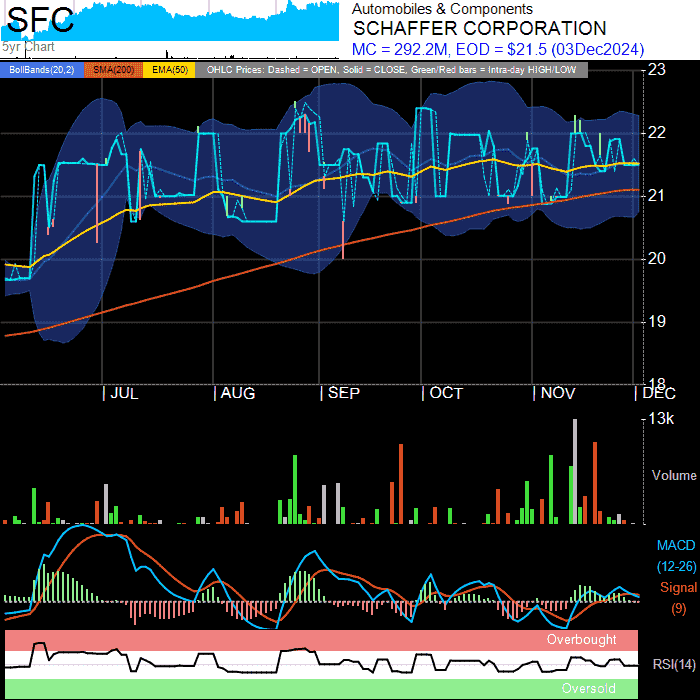 SFC
Automobiles & Components
SCHAFFER CORPORATION
MC = 292.2M, EOD = $21.5 (03Dec2024)
5yr Chart
BollBands(20,2) SMA(200) EMA(50) OHLC Prices: Dashed = OPEN, Solid = CLOSE, Green/Red bars = Intra-day HIGH/LOW
23
22
21
20
19
18
JUL AUG SEP OCT NOV DEC
13k
Volume
MACD
(12-26)
Signal
(9)
Overbought
RSI(14)
Oversold